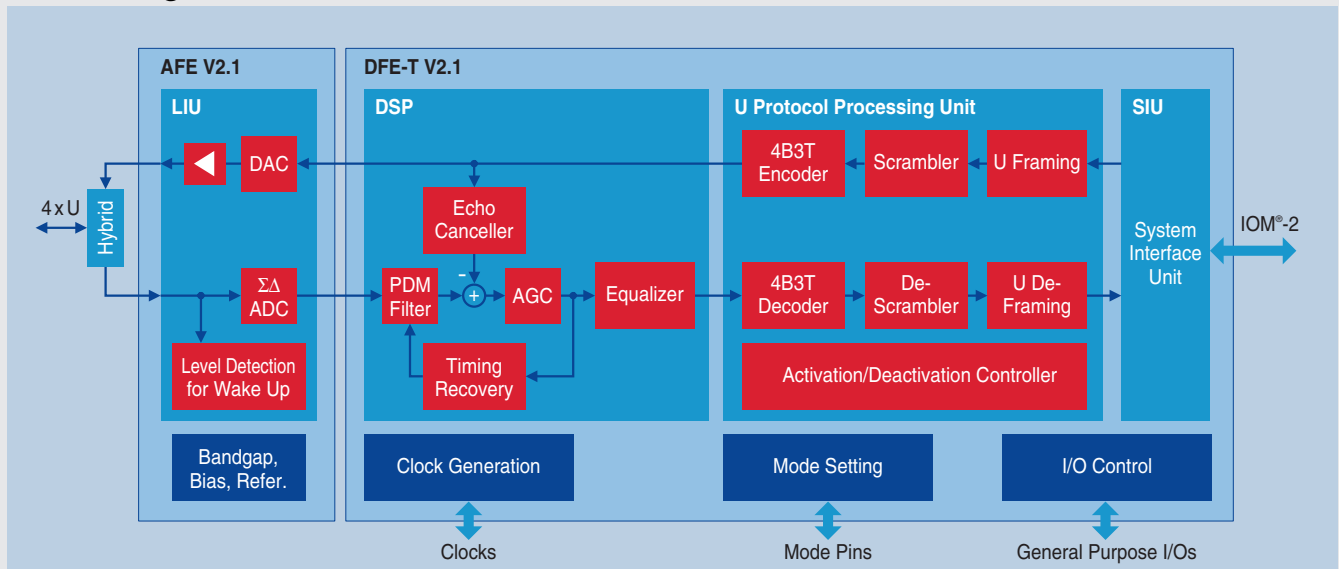 AFE V2.1
DFE-T V2.1
LIU
DSP
U Protocol Processing Unit
SIU
DAC
4B3T
Encoder
Scrambler
U Framing
4 x U
Hybrid
Echo
Canceller
-
+
ΣΔ
ADC
PDM
Filter
AGC
Equalizer
4B3T
Decoder
De-
Scrambler
U De-
Framing
System
Interface
Unit
IOM®-2
Level Detection
for Wake Up
Timing
Recovery
Activation/Deactivation Controller
Bandgap,
Bias, Refer.
Clock Generation
Mode Setting
I/O Control
Clocks
Mode Pins
General Purpose I/Os